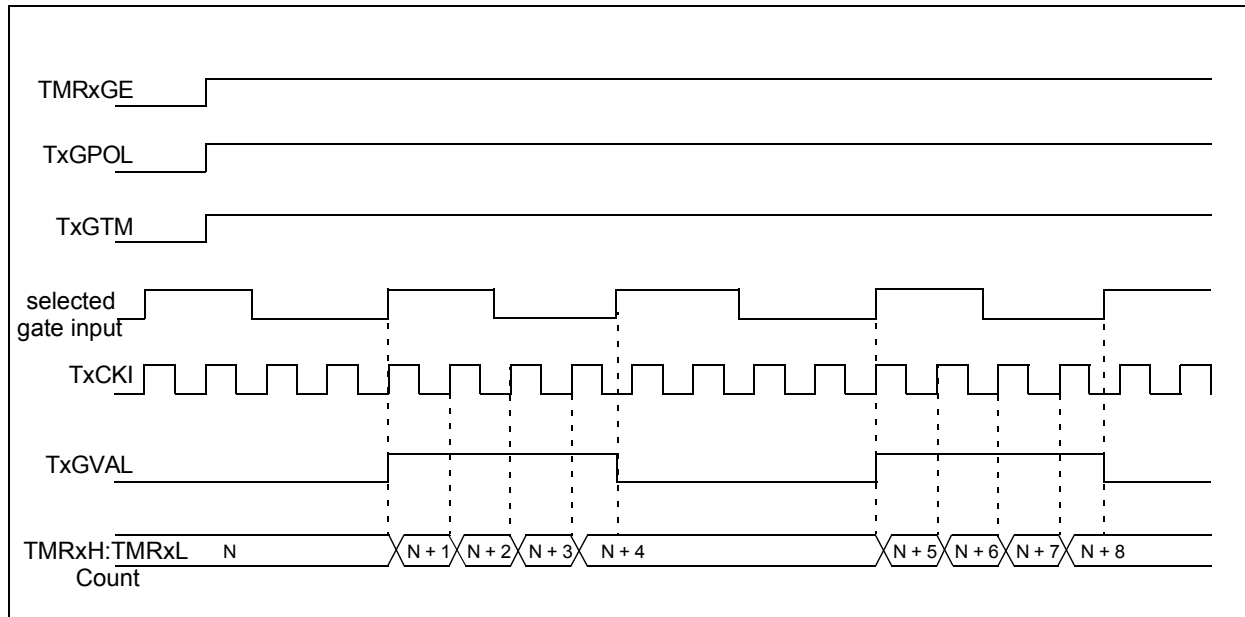 TMRxGE
TxGPOL
TxGTM
selected
gate input
TxCKI
TxGVAL
TMRxH:TMRxL
Count
N
N + 1
N + 2
N + 3
N + 4
N + 5
N + 6
N + 7
N + 8